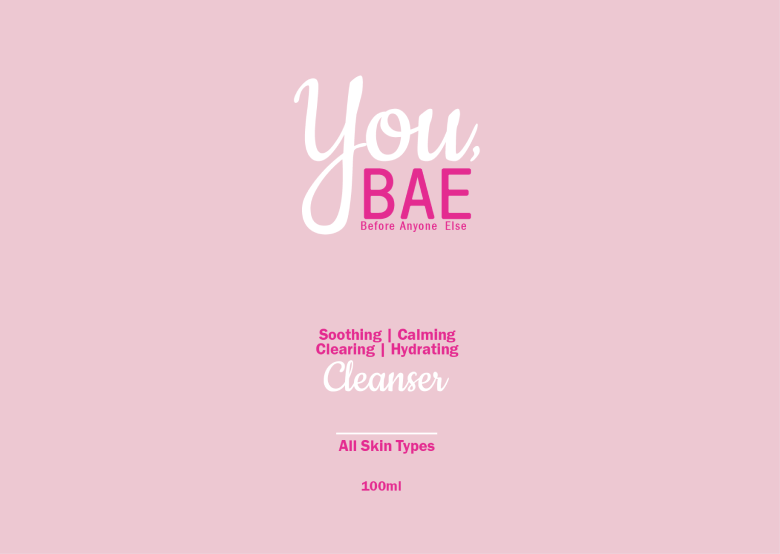 You,
BAE
Before Anyone Else
Soothing | Calming
Clearing | Hydrating
Cleanser
All Skin Types
100ml